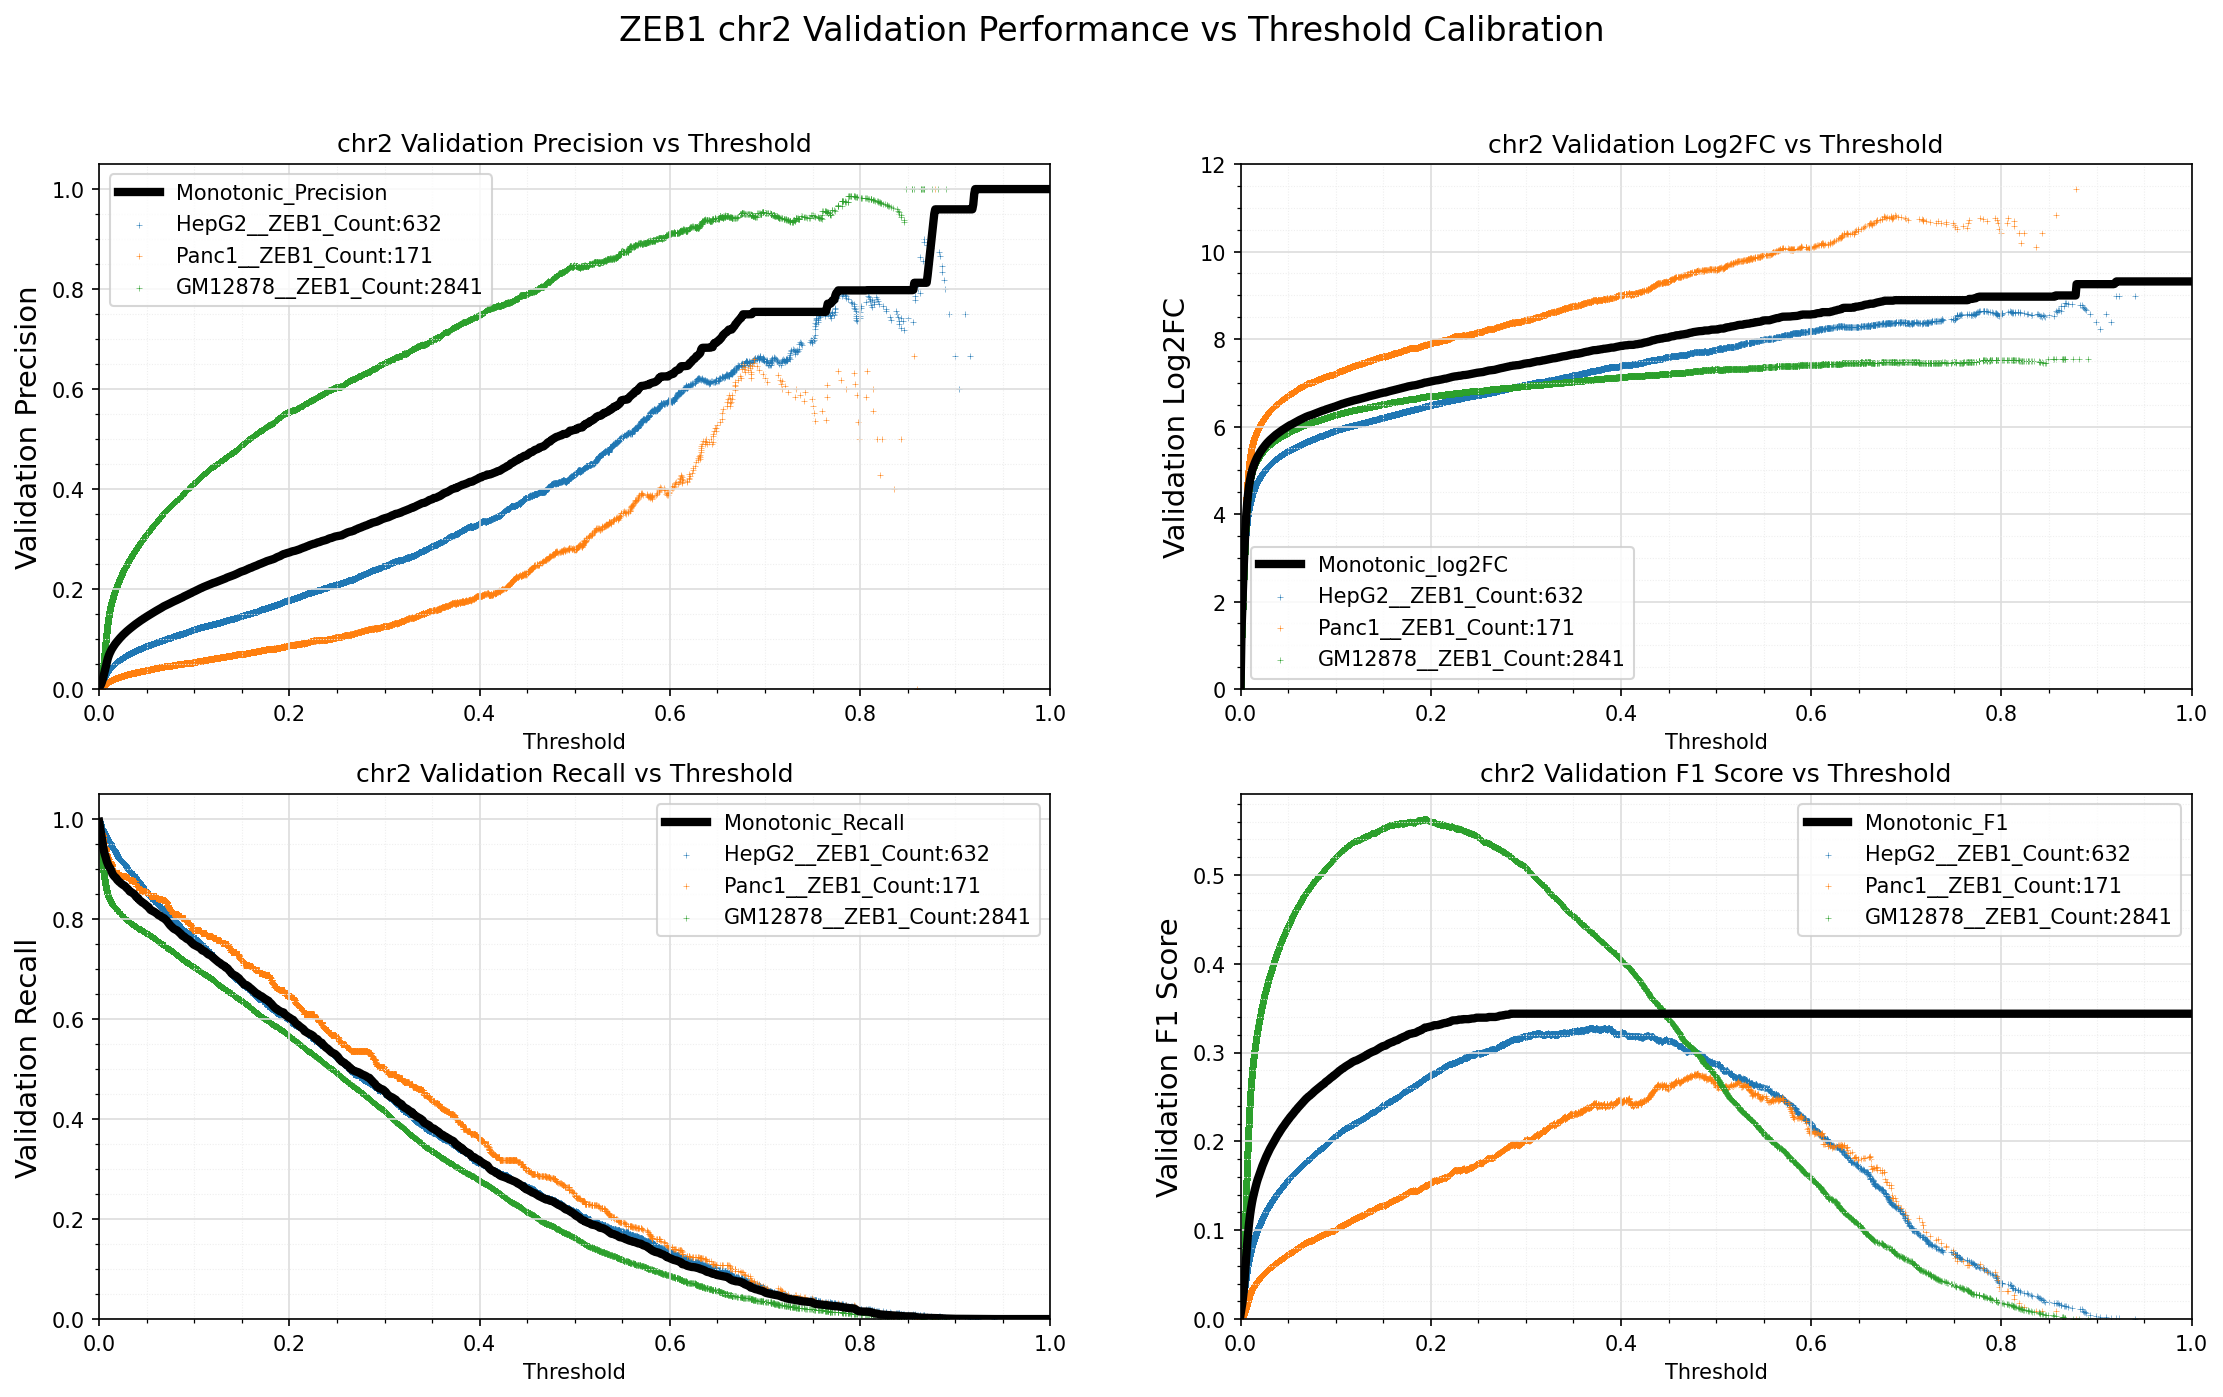 ZEB1 chr2 Validation Performance vs Threshold Calibration
chr2 Validation Precision vs Threshold
Validation Precision
1.0
0.8
0.6
0.4
0.2
0.0
Monotonic_Precision
HepG2__ZEB1_Count:632
Panc1__ZEB1_Count:171
GM12878__ZEB1_Count:2841
0.0 0.2 0.4 0.6 0.8 1.0
Threshold
chr2 Validation Log2FC vs Threshold
Validation Log2FC
12
10
8
6
4
2
0
Monotonic_log2FC
HepG2__ZEB1_Count:632
Panc1__ZEB1_Count:171
GM12878__ZEB1_Count:2841
0.0 0.2 0.4 0.6 0.8 1.0
Threshold
chr2 Validation Recall vs Threshold
Validation Recall
1.0
0.8
0.6
0.4
0.2
0.0
Monotonic_Recall
HepG2__ZEB1_Count:632
Panc1__ZEB1_Count:171
GM12878__ZEB1_Count:2841
0.0 0.2 0.4 0.6 0.8 1.0
Threshold
chr2 Validation F1 Score vs Threshold
Validation F1 Score
0.5
0.4
0.3
0.2
0.1
0.0
Monotonic_F1
HepG2__ZEB1_Count:632
Panc1__ZEB1_Count:171
GM12878__ZEB1_Count:2841
0.0 0.2 0.4 0.6 0.8 1.0
Threshold